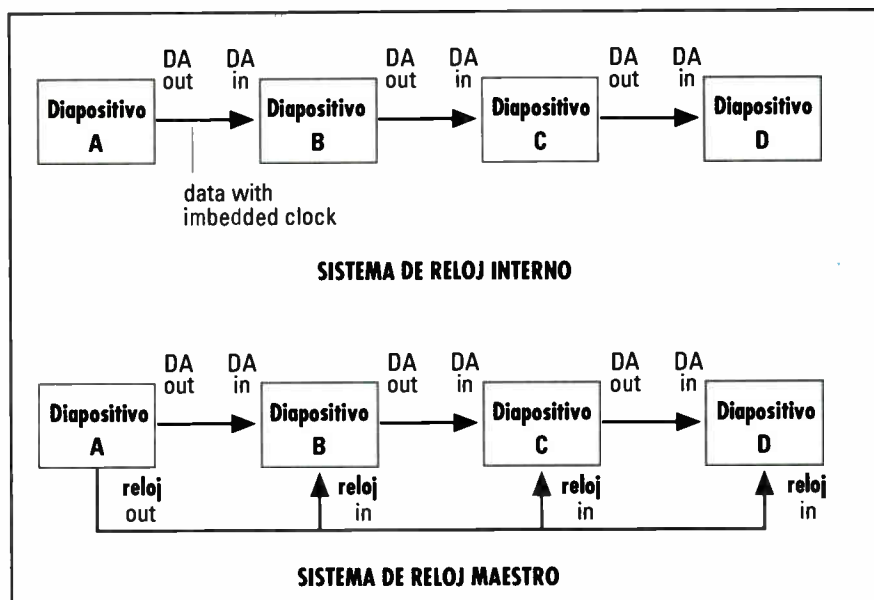 DA DA DA DA DA DA
out in out in out in
Diapositivo Diapositivo Diapositivo Diapositivo
A B C D
data with
imbedded clock
SISTEMA DE RELOJ INTERNO
DA DA DA DA DA DA
out in out in out in
Diapositivo Diapositivo Diapositivo Diapositivo
A B C D
reloj reloj reloj reloj
out in in in
SISTEMA DE RELOJ MAESTRO